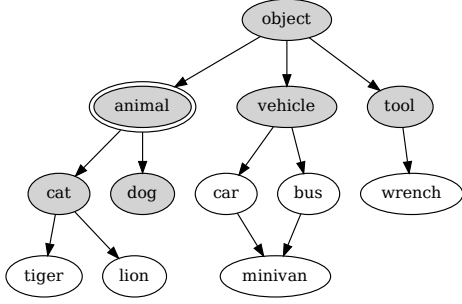 object
animal
vehicle
tool
cat
dog
car
bus
wrench
tiger
lion
minivan